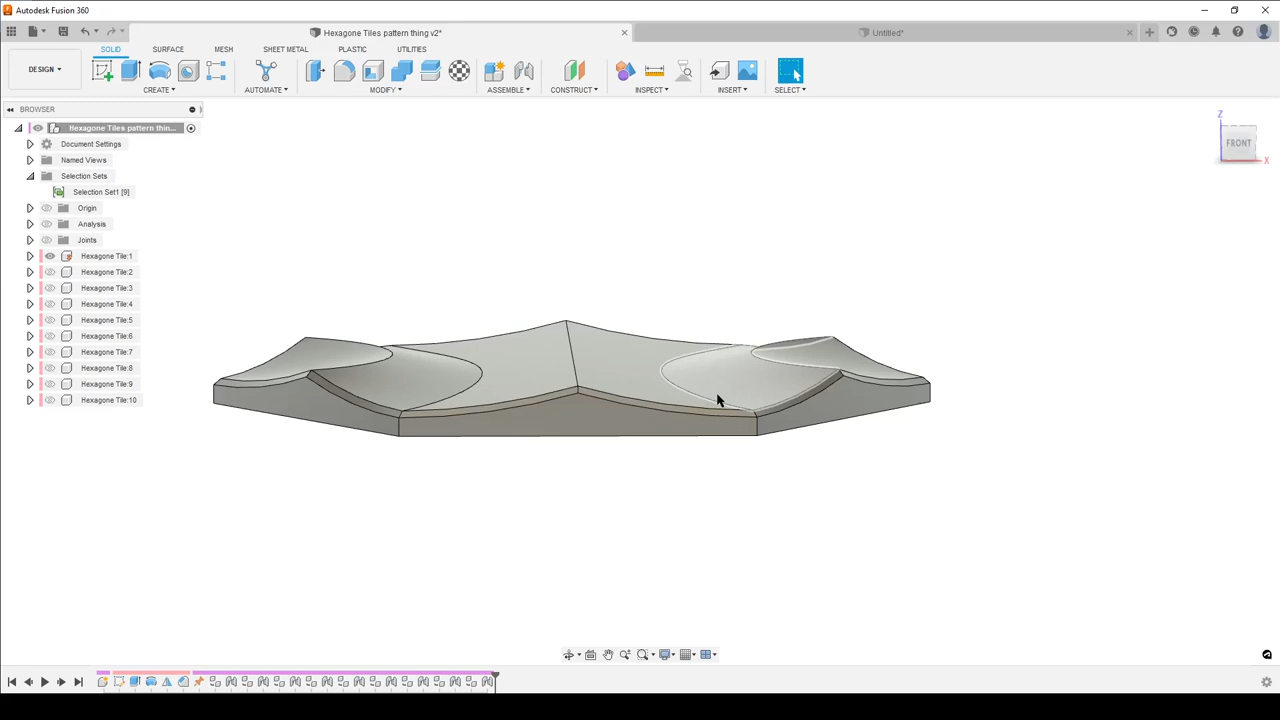 Autodesk Fusion 360
Hexagone Tiles pattern thing v2*
Untitled*
DESIGN
SOLID
SURFACE
MESH
SHEET METAL
PLASTIC
UTILITIES
CREATE
AUTOMATE
MODIFY
ASSEMBLE
CONSTRUCT
INSPECT
INSERT
SELECT
BROWSER
Hexagone Tiles pattern thin...
Document Settings
Named Views
Selection Sets
Selection Set1 [9]
Origin
Analysis
Joints
Hexagone Tile:1
Hexagone Tile:2
Hexagone Tile:3
Hexagone Tile:4
Hexagone Tile:5
Hexagone Tile:6
Hexagone Tile:7
Hexagone Tile:8
Hexagone Tile:9
Hexagone Tile:10
Z
FRONT
X